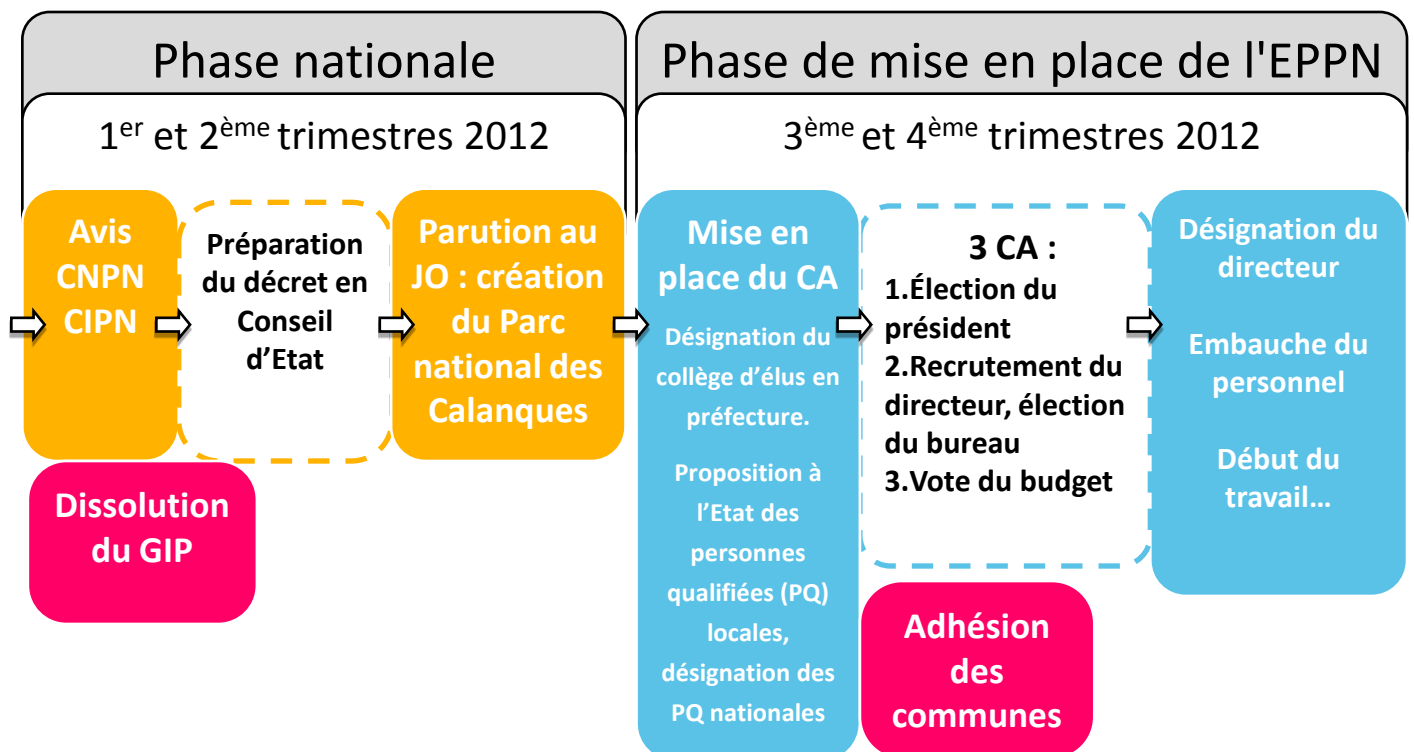 Phase nationale
1er et 2ème trimestres 2012
Avis
CNPN
CIPN
Préparation
du décret en
Conseil
d’Etat
Parution au
JO : création
du Parc
national des
Calanques
Dissolution
du GIP
Phase de mise en place de l'EPPN
3ème et 4ème trimestres 2012
Mise en
place du CA
Désignation du
collège d’élus en
préfecture.
Proposition à
l’Etat des
personnes
qualifiées (PQ)
locales,
désignation des
PQ nationales
3 CA :
1.Élection du
président
2.Recrutement du
directeur, élection
du bureau
3.Vote du budget
Adhésion
des
communes
Désignation du
directeur
Embauche du
personnel
Début du
travail…